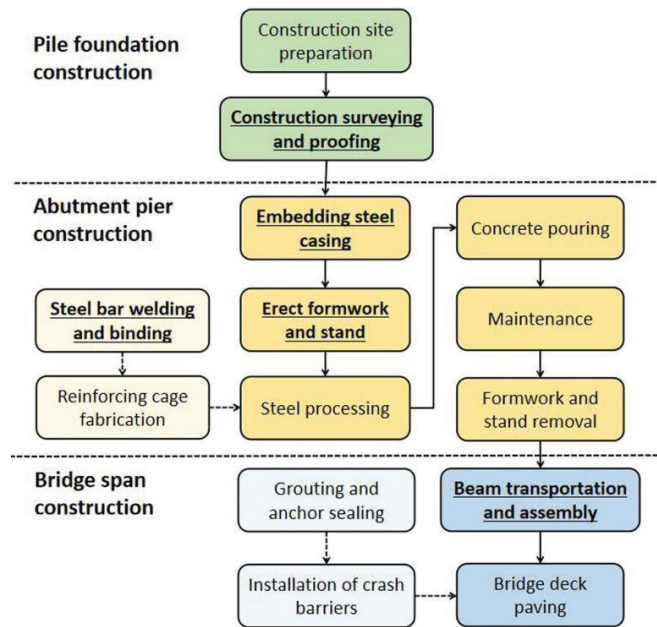 Pile foundation
construction
Construction site
preparation
Construction surveying
and proofing
Abutment pier
construction
Embedding steel
casing
Concrete pouring
Steel bar welding
and binding
Erect formwork
and stand
Maintenance
Reinforcing cage
fabrication
Steel processing
Formwork and
stand removal
Bridge span
construction
Grouting and
anchor sealing
Beam transportation
and assembly
Installation of crash
barriers
Bridge deck
paving